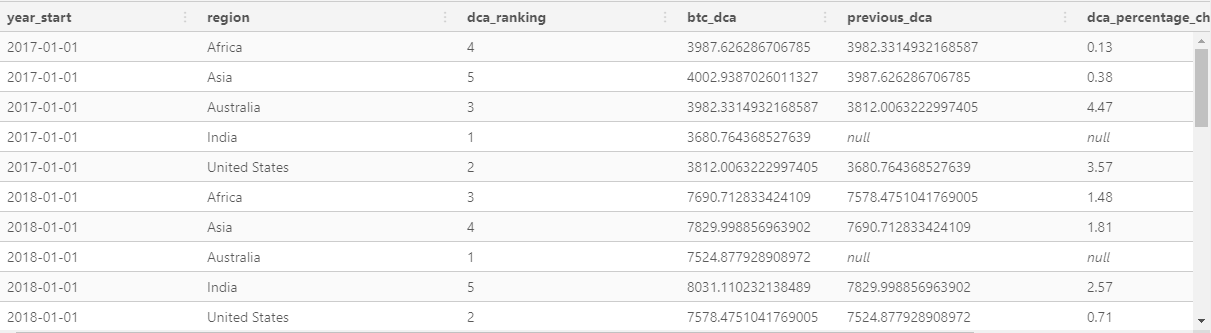 year_start region dca_ranking btc_dca previous_dca dca_percentage_ch
2017-01-01 Africa 4 3987.626286706785 3982.3314932168587 0.13
2017-01-01 Asia 5 4002.9387026011327 3987.626286706785 0.38
2017-01-01 Australia 3 3982.3314932168587 3812.0063222997405 4.47
2017-01-01 India 1 3680.764368527639 null null
2017-01-01 United States 2 3812.0063222997405 3680.764368527639 3.57
2018-01-01 Africa 3 7690.712833424109 7578.4751041769005 1.48
2018-01-01 Asia 4 7829.998856963902 7690.712833424109 1.81
2018-01-01 Australia 1 7524.877928908972 null null
2018-01-01 India 5 8031.110232138489 7829.998856963902 2.57
2018-01-01 United States 2 7578.4751041769005 7524.877928908972 0.71